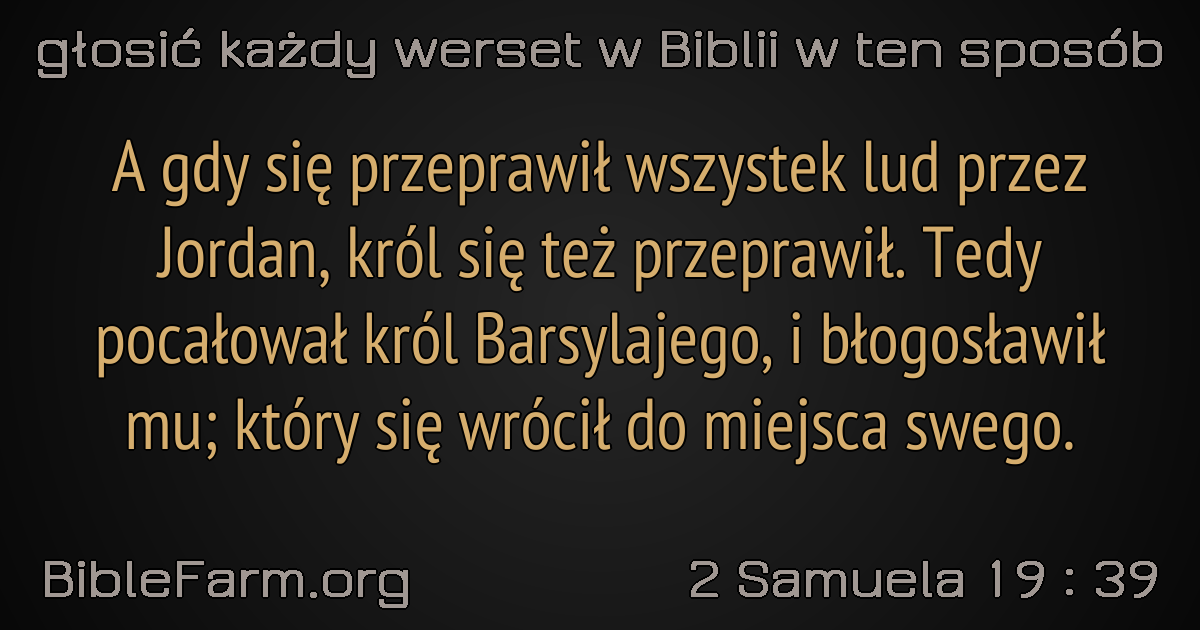 głosić każdy werset w Biblii w ten sposób
A gdy się przeprawił wszystek lud przez
Jordan, król się też przeprawił. Tedy
pocałował król Barsylajego, i błogosławił
mu; który się wrócił do miejsca swego.
BibleFarm.org
2 Samuela 19 : 39